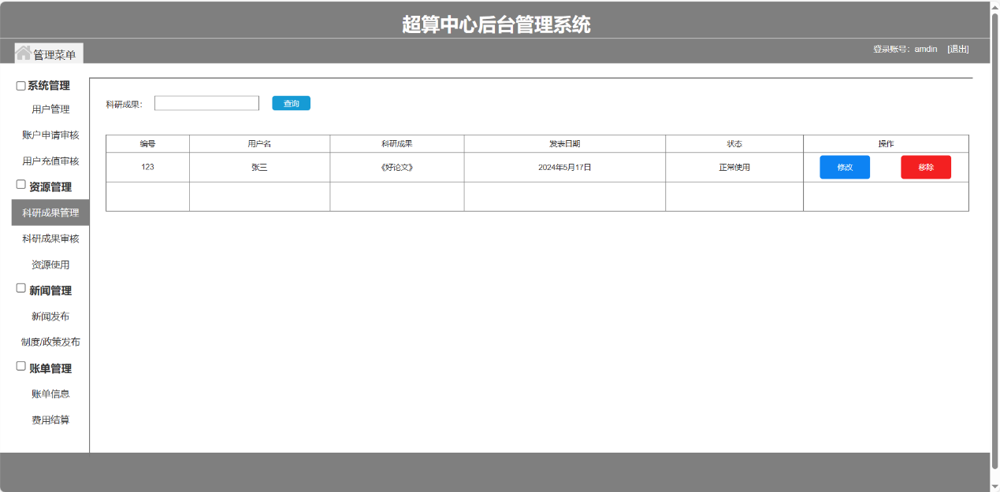 超算中心后台管理系统
管理菜单
登录账号：amdin [退出]
系统管理
用户管理
账户申请审核
用户充值审核
资源管理
科研成果管理
科研成果审核
资源使用
新闻管理
新闻发布
制度/政策发布
账单管理
账单信息
费用结算
科研成果： 查询
编号 用户名 科研成果 发表日期 状态 操作
123 张三 《好论文》 2024年5月17日 正常使用 修改 移除